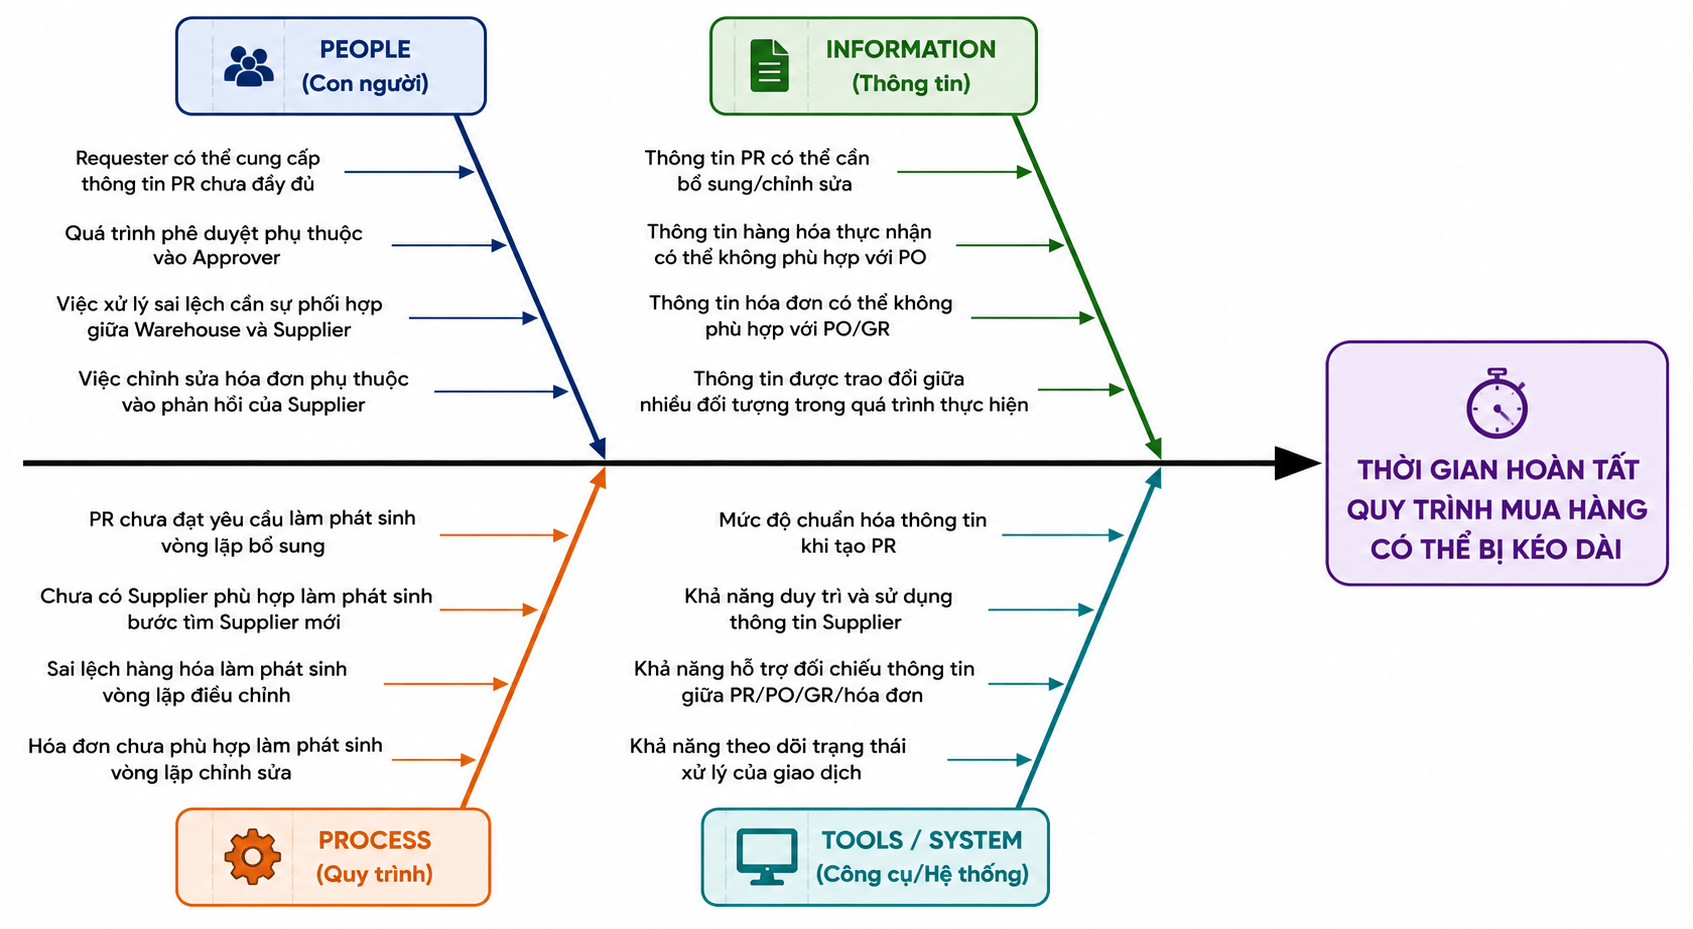 PEOPLE
(Con người)
Requester có thể cung cấp
thông tin PR chưa đầy đủ
Quá trình phê duyệt phụ thuộc
vào Approver
Việc xử lý sai lệch cần sự phối hợp
giữa Warehouse và Supplier
Việc chỉnh sửa hóa đơn phụ thuộc
vào phản hồi của Supplier
INFORMATION
(Thông tin)
Thông tin PR có thể cần
bổ sung/chỉnh sửa
Thông tin hàng hóa thực nhận
có thể không phù hợp với PO
Thông tin hóa đơn có thể không
phù hợp với PO/GR
Thông tin được trao đổi giữa
nhiều đối tượng trong quá trình thực hiện
THỜI GIAN HOÀN TẤT
QUY TRÌNH MUA HÀNG
CÓ THỂ BỊ KÉO DÀI
PR chưa đạt yêu cầu làm phát sinh
vòng lặp bổ sung
Chưa có Supplier phù hợp làm phát sinh
bước tìm Supplier mới
Sai lệch hàng hóa làm phát sinh
vòng lặp điều chỉnh
Hóa đơn chưa phù hợp làm phát sinh
vòng lặp chỉnh sửa
PROCESS
(Quy trình)
Mức độ chuẩn hóa thông tin
khi tạo PR
Khả năng duy trì và sử dụng
thông tin Supplier
Khả năng hỗ trợ đối chiếu thông tin
giữa PR/PO/GR/hóa đơn
Khả năng theo dõi trạng thái
xử lý của giao dịch
TOOLS / SYSTEM
(Công cụ/Hệ thống)